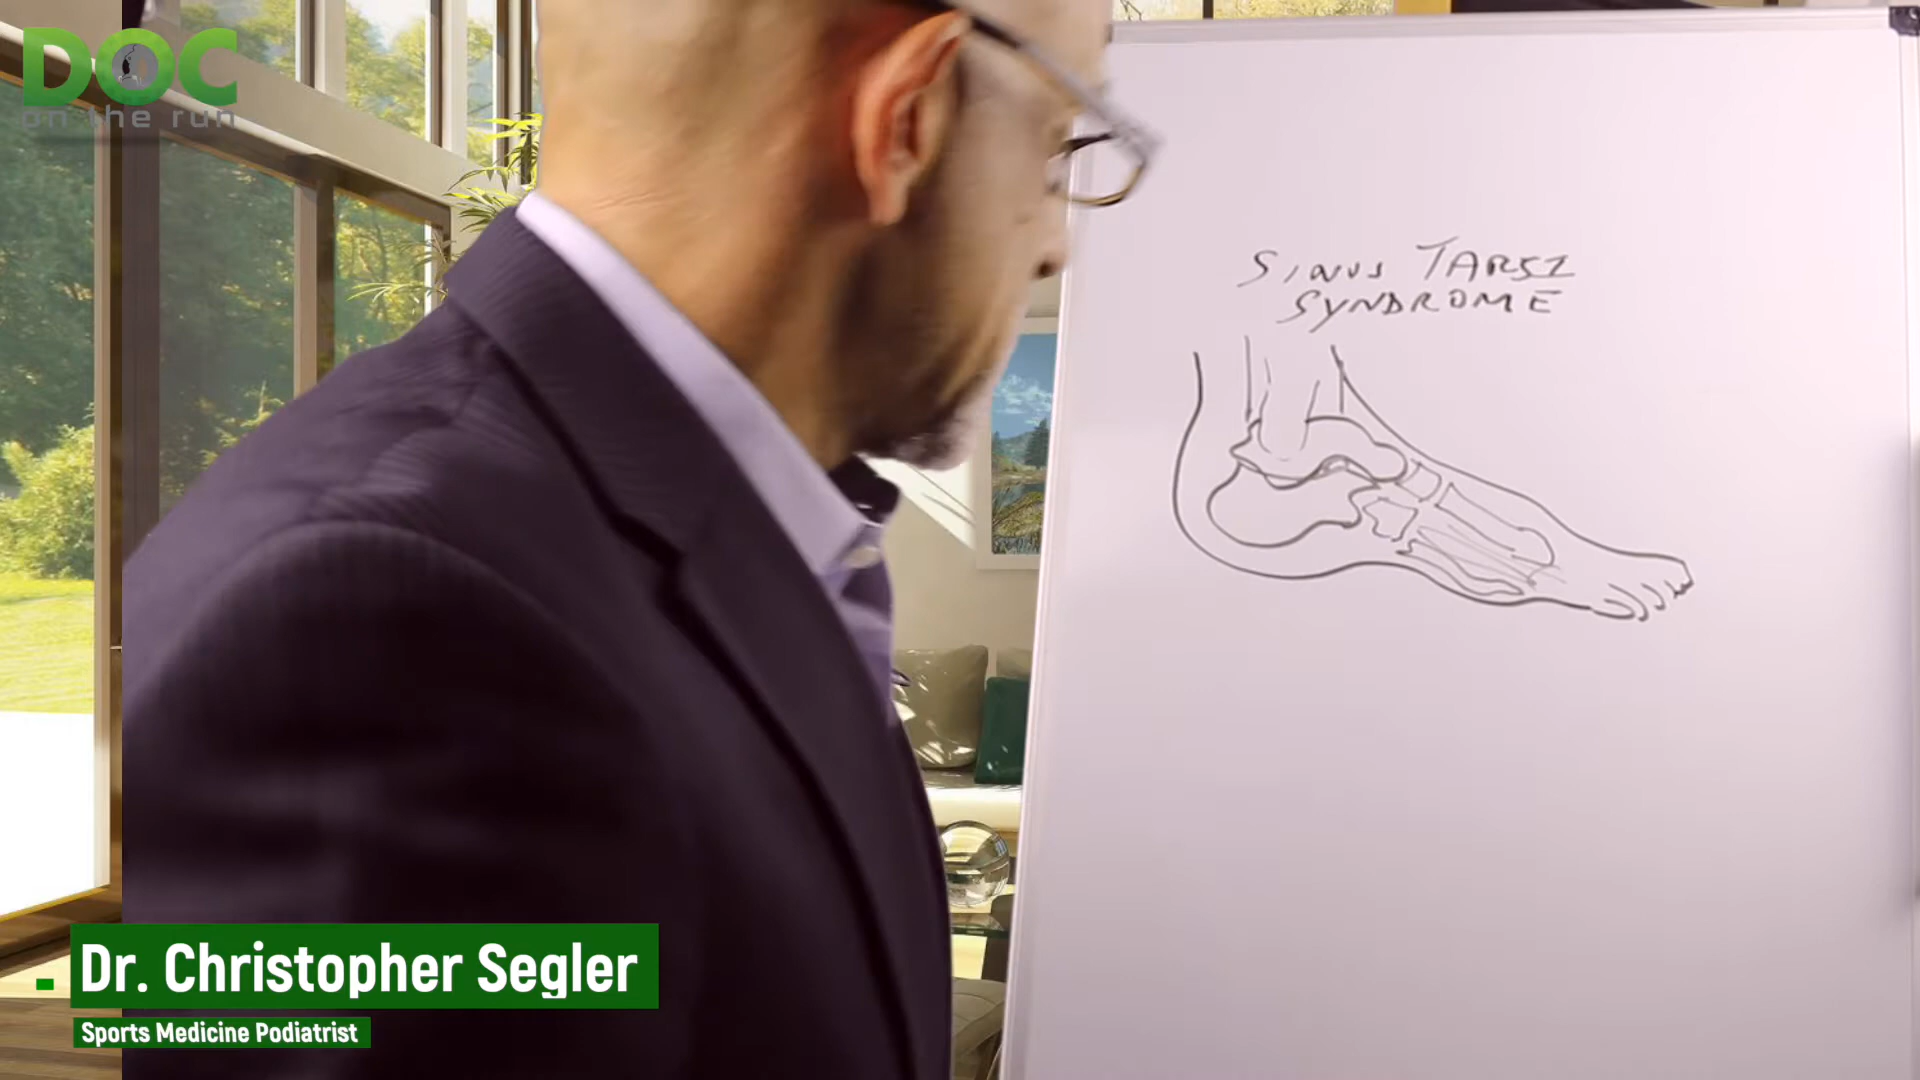 DOC
on the run
SINUS TARSI
SYNDROME
Dr. Christopher Segler
Sports Medicine Podiatrist